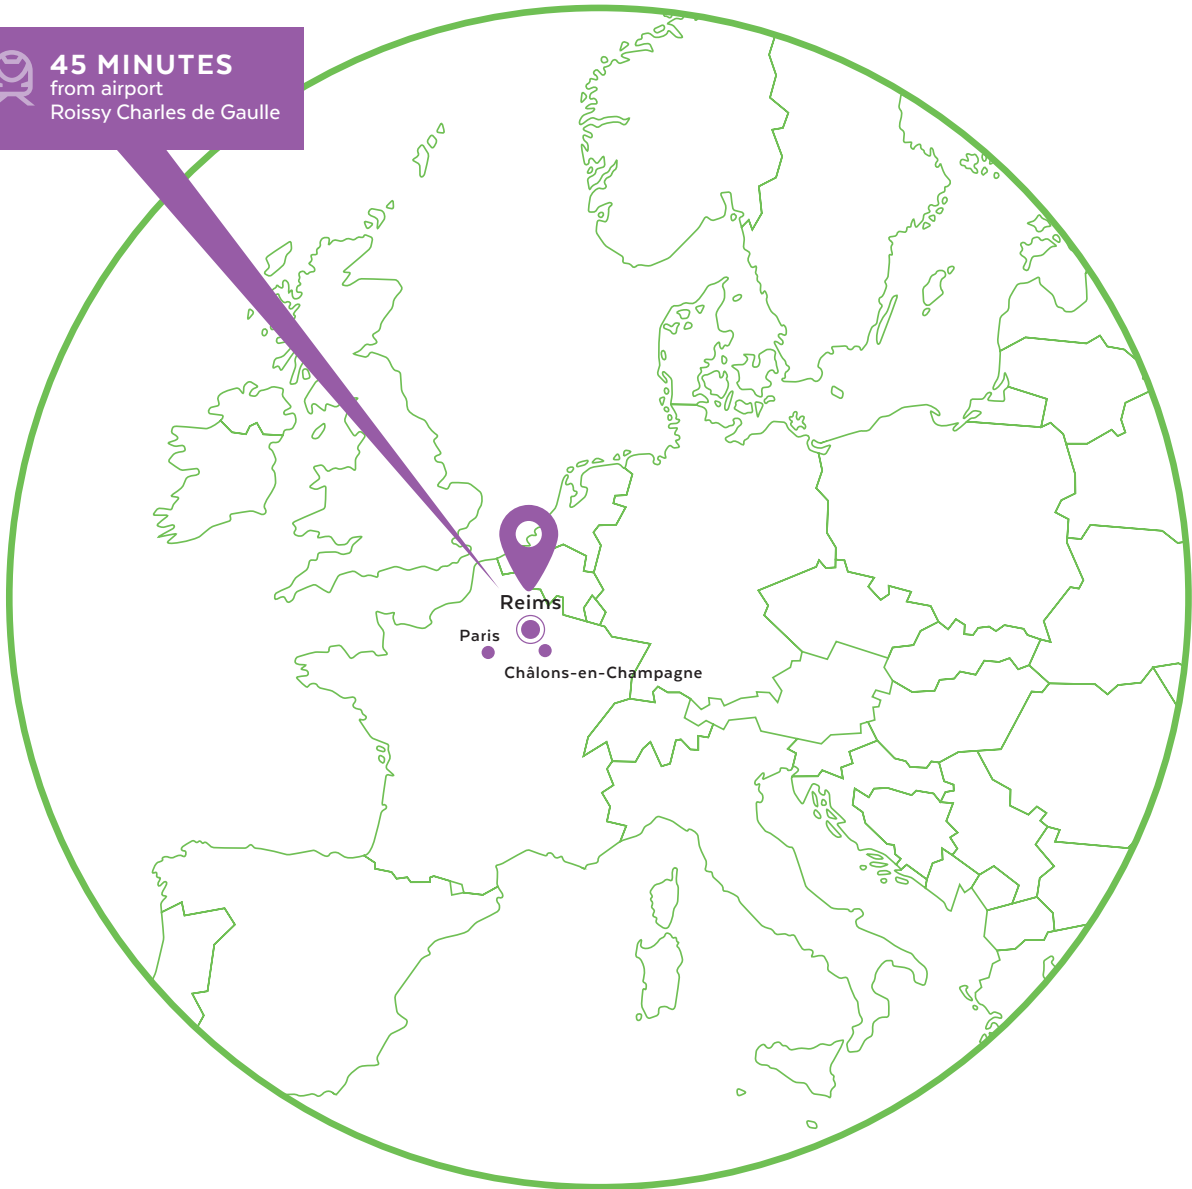 45 MINUTES
from airport
Roissy Charles de Gaulle
Reims
Paris
Châlons-en-Champagne